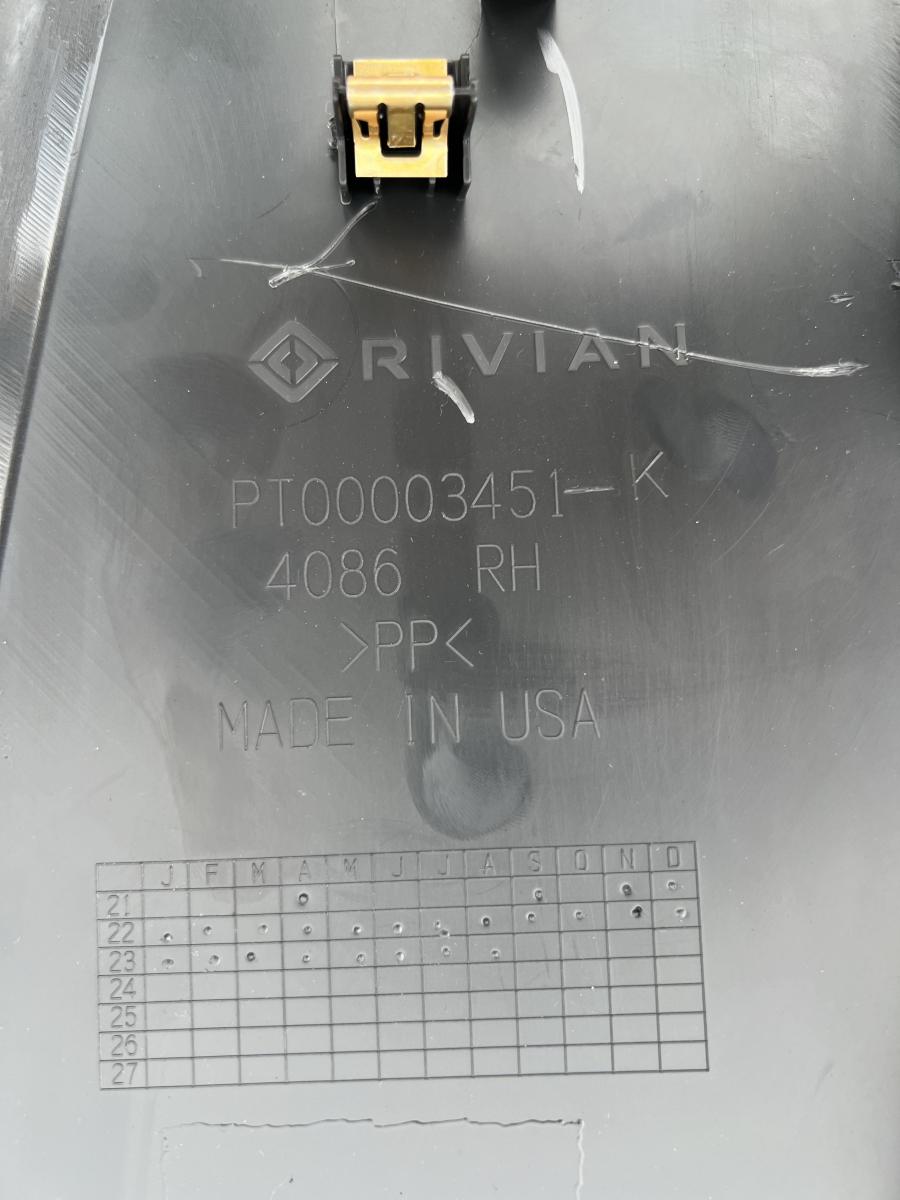 RIVIAN
PT00003451-K
4086 RH
>PP<
MADE IN USA
J F M A M J J A S O N D
21
22
23
24
25
26
27